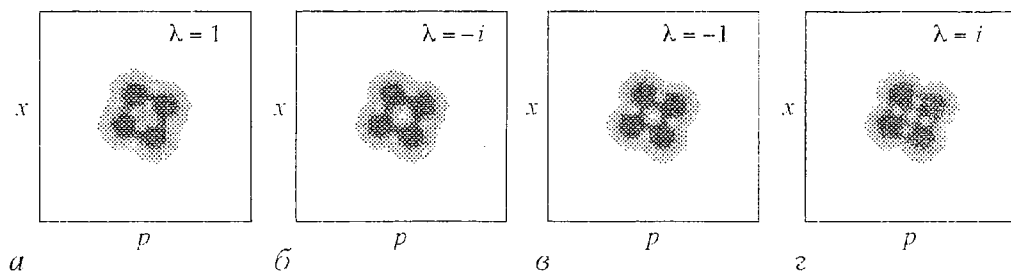 λ = 1
x
p
а
λ = −i
p
б
λ = −1
x
p
в
λ = i
x
p
г